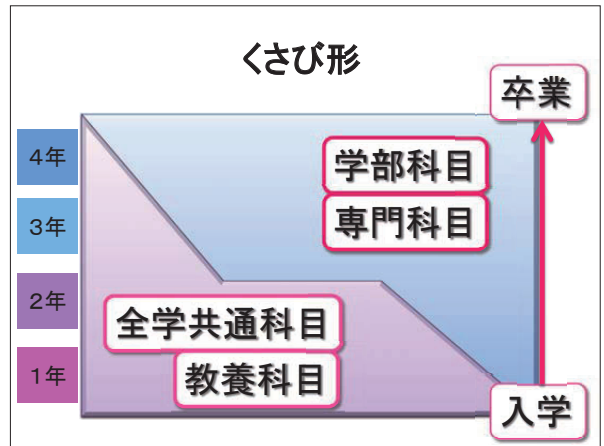 くさび形
卒業
4年
学部科目
3年
専門科目
2年
全学共通科目
1年
教養科目
入学